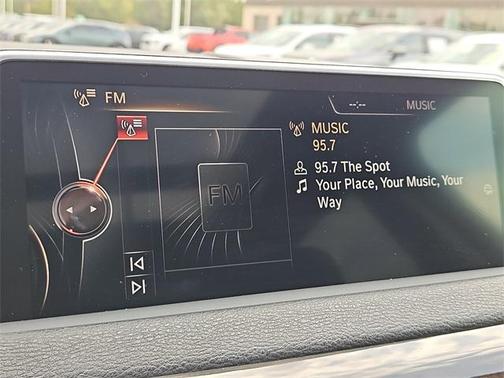 FM
--:--
MUSIC
MUSIC
95.7
FM
95.7 The Spot
Your Place, Your Music, Your
Way